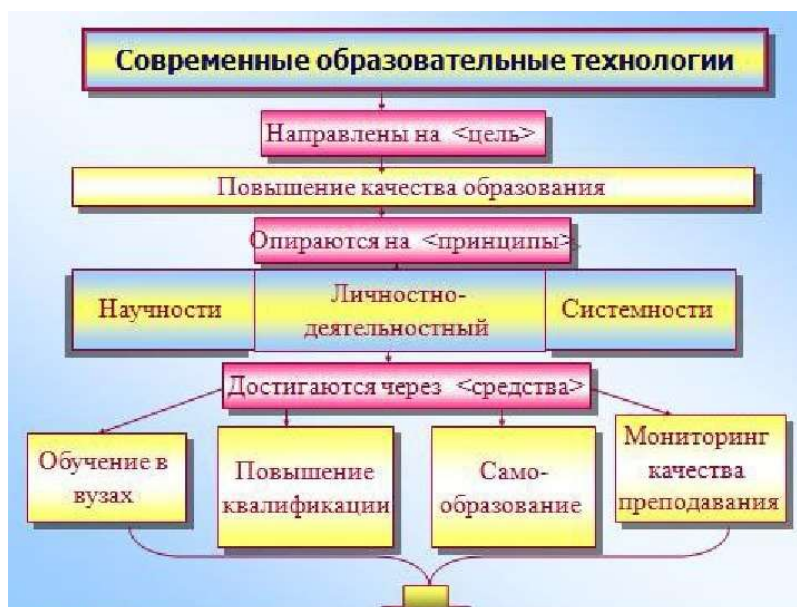 Современные образовательные технологии
Направлены на <цель>
Повышение качества образования
Опираются на <принципы>
Научности
Личностно-
деятельностный
Системности
Достигаются через <средства>
Обучение в
вузах
Повышение
квалификации
Само-
образование
Мониторинг
качества
преподавания